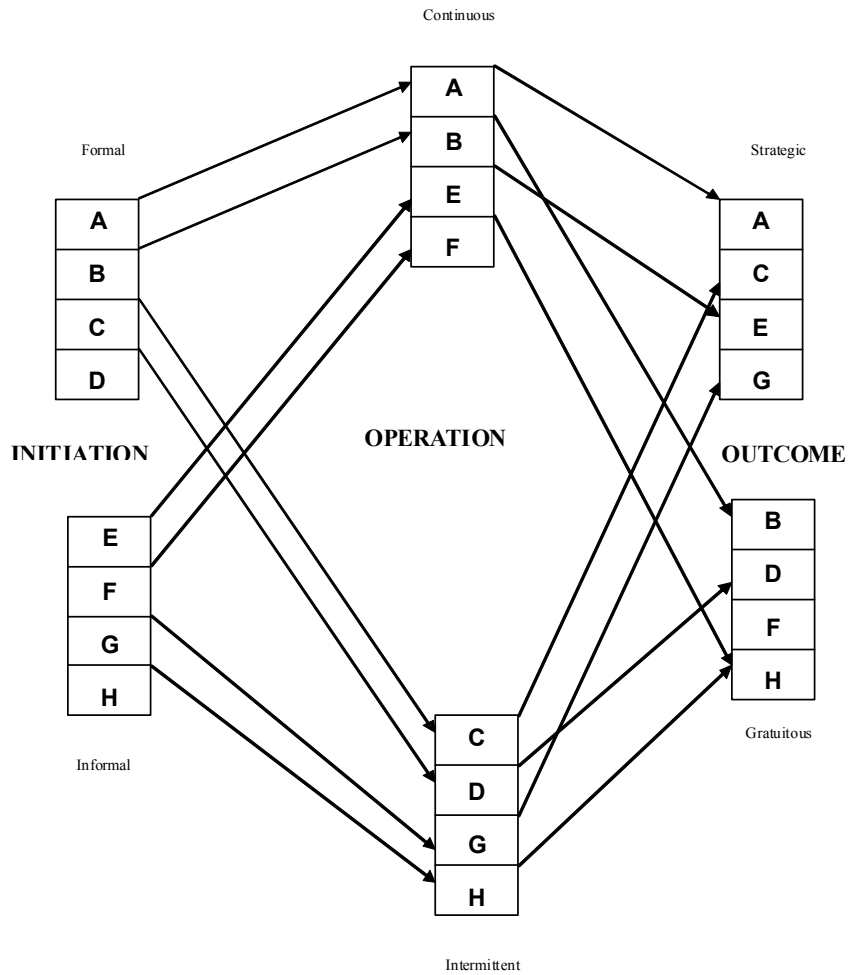 Continuous
A
B
E
F
Formal
A
B
C
D
Strategic
A
C
E
G
INITIATION
OPERATION
OUTCOME
E
F
G
H
Informal
B
D
F
H
Gratuitous
C
D
G
H
Intermittent